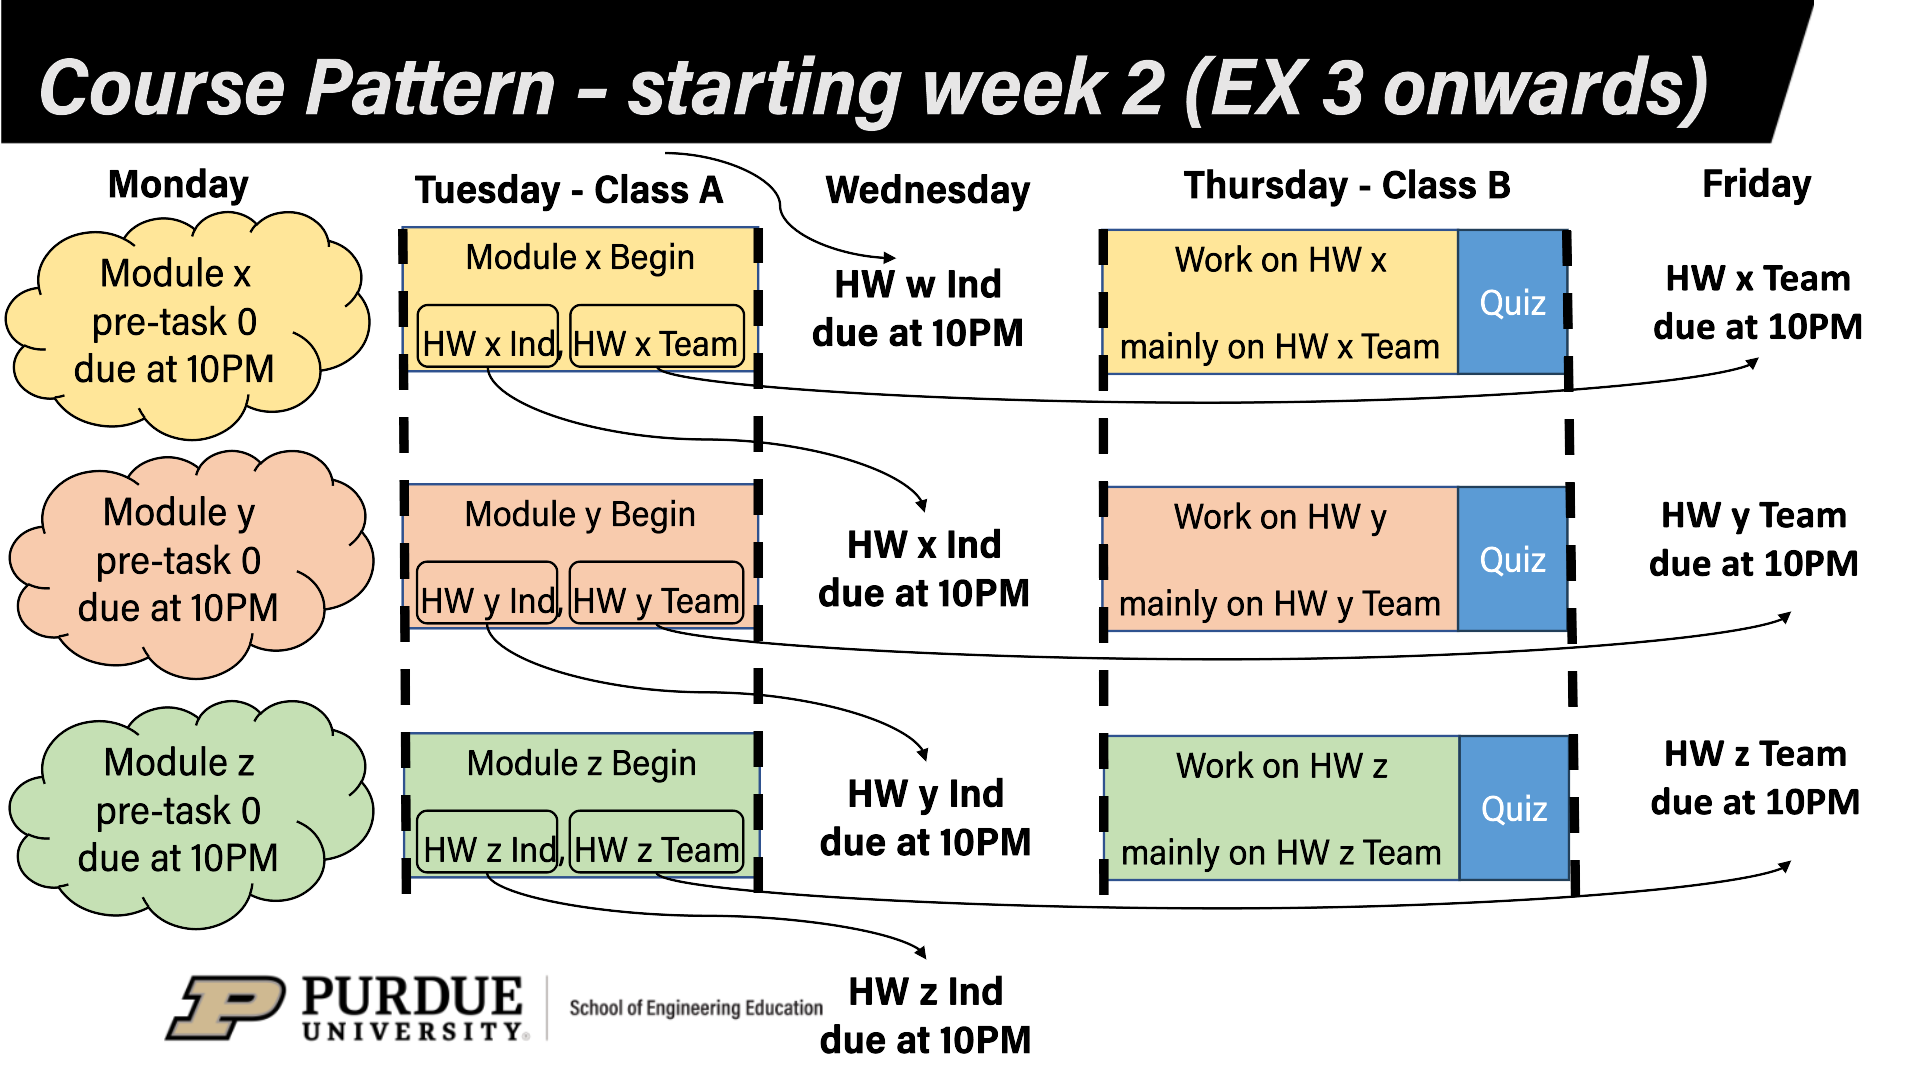 Course Pattern – starting week 2 (EX 3 onwards)
Monday
Tuesday - Class A
Wednesday
Thursday - Class B
Friday
Module x
pre-task 0
due at 10PM
Module x Begin
HW x Ind, HW x Team
HW w Ind
due at 10PM
Work on HW x
mainly on HW x Team
Quiz
HW x Team
due at 10PM
Module y
pre-task 0
due at 10PM
Module y Begin
HW y Ind, HW y Team
HW x Ind
due at 10PM
Work on HW y
mainly on HW y Team
Quiz
HW y Team
due at 10PM
Module z
pre-task 0
due at 10PM
Module z Begin
HW z Ind, HW z Team
HW y Ind
due at 10PM
Work on HW z
mainly on HW z Team
Quiz
HW z Team
due at 10PM
P PURDUE
UNIVERSITY®
School of Engineering Education
HW z Ind
due at 10PM